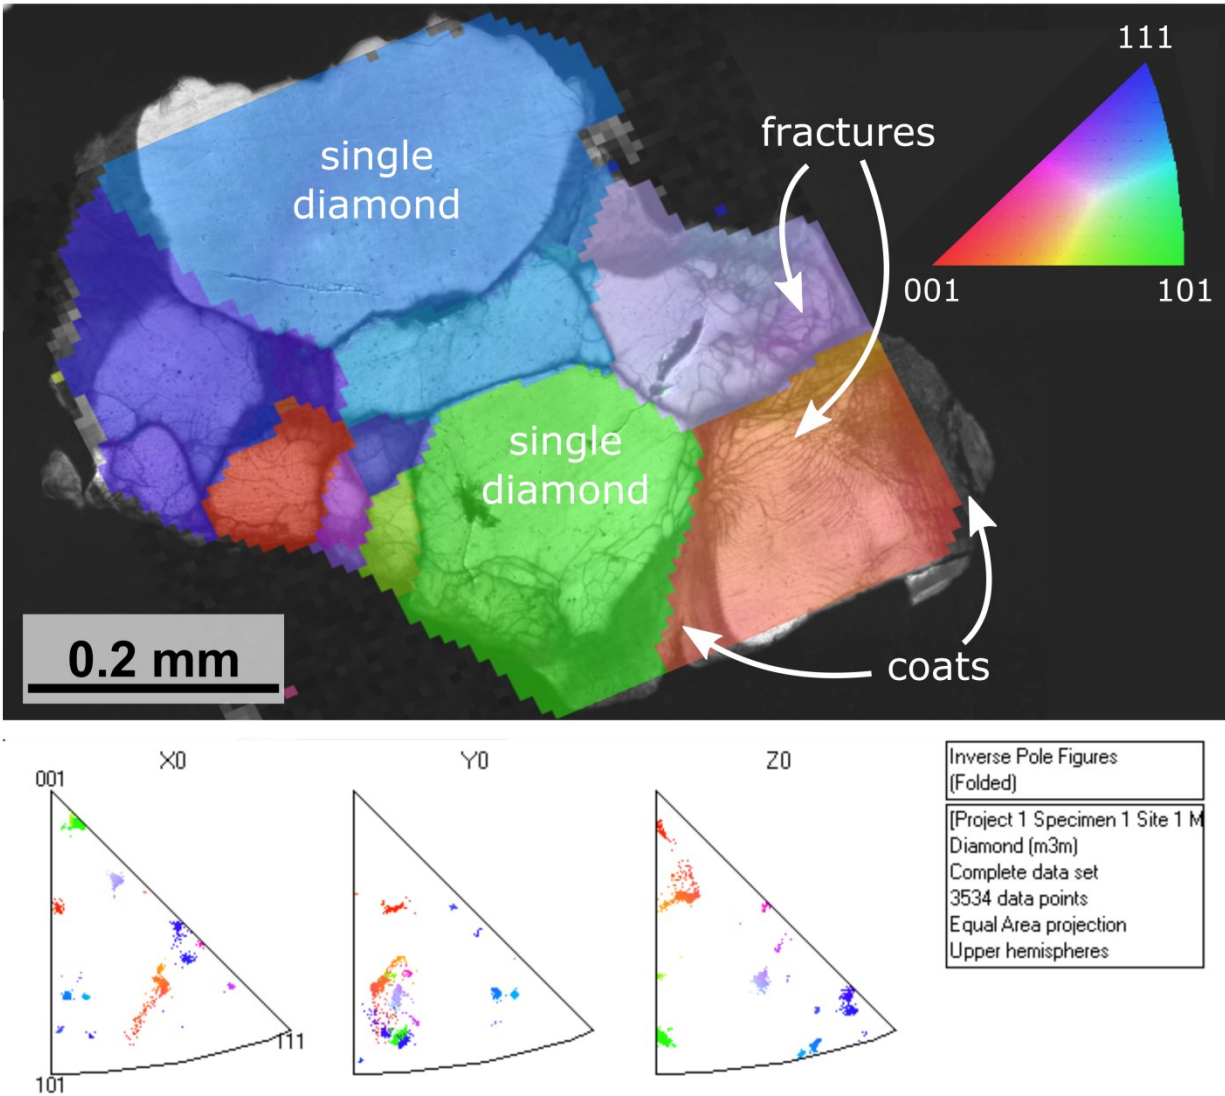 111
fractures
single
diamond
001
101
single
diamond
0.2 mm
coats
X0
Y0
Z0
001
111
101
Inverse Pole Figures
(Folded)
[Project 1 Specimen 1 Site 1 M
Diamond (m3m)
Complete data set
3534 data points
Equal Area projection
Upper hemispheres